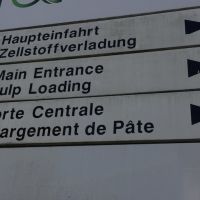 Haupteinfahrt
Zellstoffverladung
Main Entrance
ulp Loading
orte Centrale
argement de Pâte